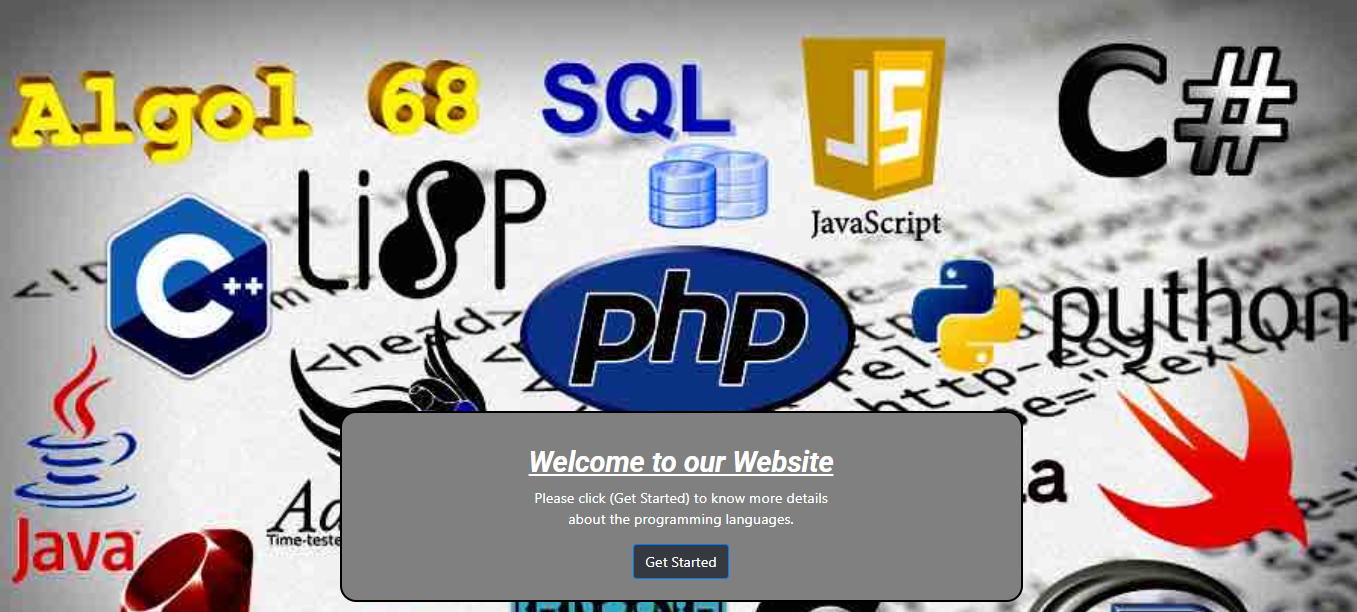 Algol 68
SQL
JS
JavaScript
C#
LiSP
C++
php
python
<head>
Java
Time-teste
Welcome to our Website
Please click (Get Started) to know more details
about the programming languages.
Get Started